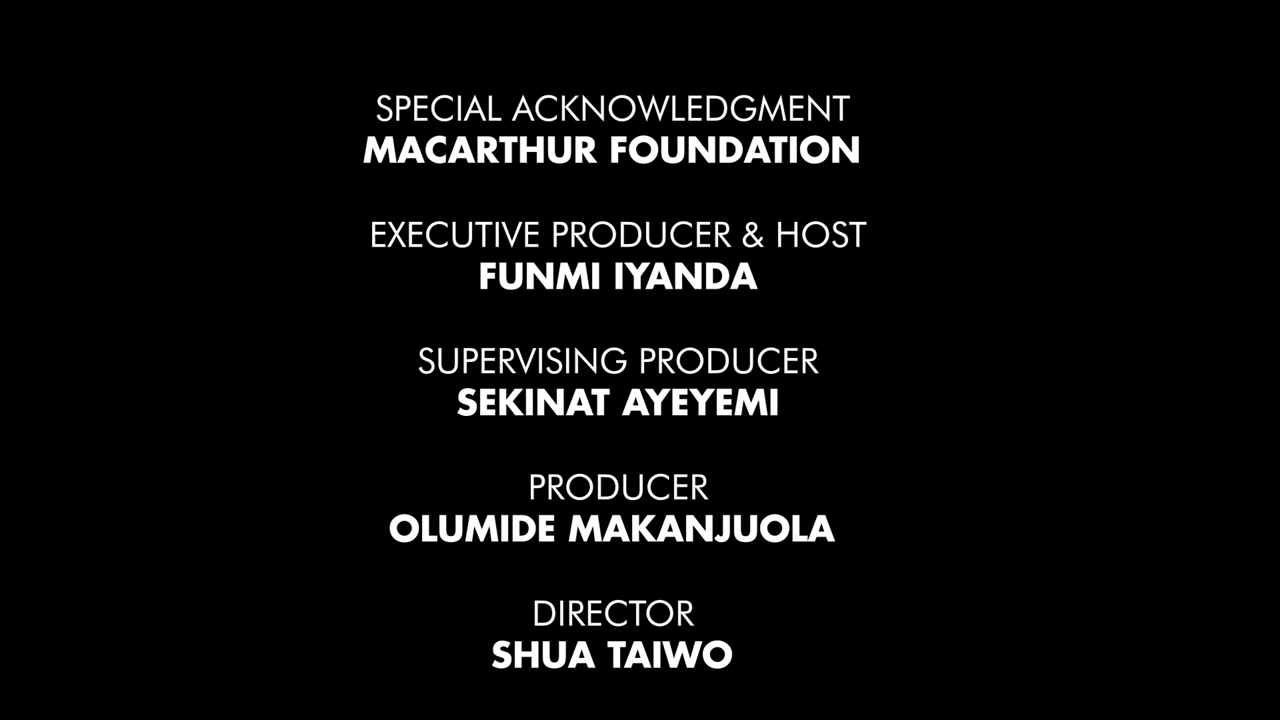 SPECIAL ACKNOWLEDGMENT
MACARTHUR FOUNDATION
EXECUTIVE PRODUCER & HOST
FUNMI IYANDA
SUPERVISING PRODUCER
SEKINAT AYEYEMI
PRODUCER
OLUMIDE MAKANJUOLA
DIRECTOR
SHUA TAIWO